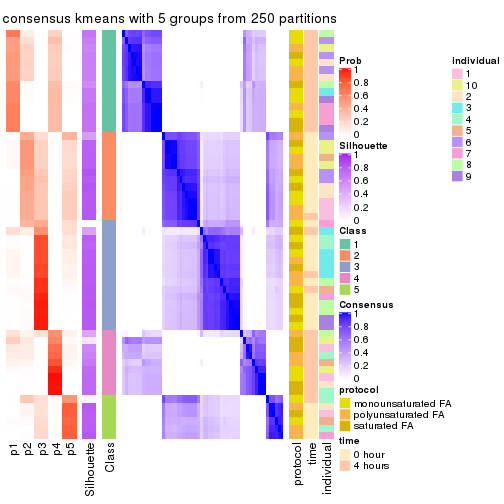 consensus kmeans with 5 groups from 250 partitions
Prob
1
0.8
0.6
0.4
0.2
0
Silhouette
1
0.8
0.6
0.4
0.2
0
Class
1
2
3
4
5
Consensus
1
0.8
0.6
0.4
0.2
0
protocol
monounsaturated FA
polyunsaturated FA
saturated FA
time
0 hour
4 hours
individual
1
10
2
3
4
5
6
7
8
9
p1
p2
p3
p4
p5
Silhouette
Class
protocol
time
individual